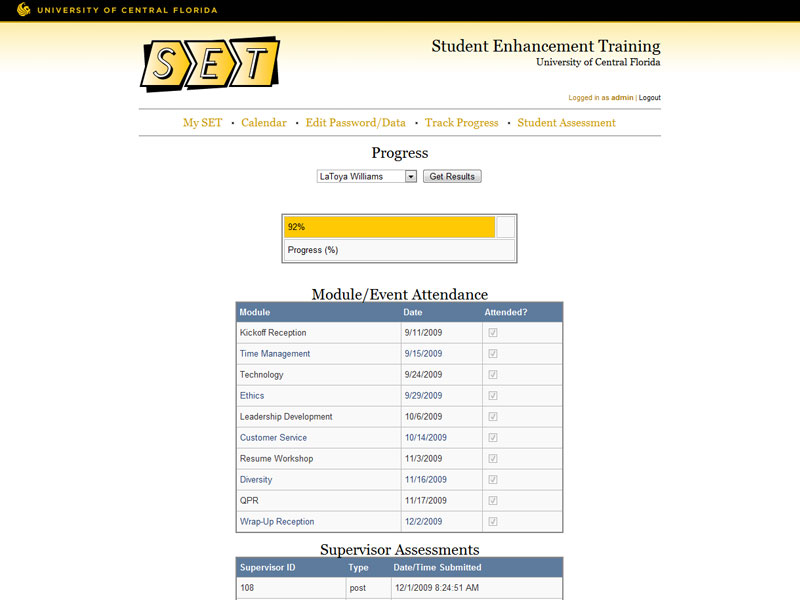 UNIVERSITY OF CENTRAL FLORIDA
SET
Student Enhancement Training
University of Central Florida
Logged in as admin | Logout
My SET • Calendar • Edit Password/Data • Track Progress • Student Assessment
Progress
LaToya Williams Get Results
92%
Progress (%)
Module/Event Attendance
Module Date Attended?
Kickoff Reception 9/11/2009
Time Management 9/15/2009
Technology 9/24/2009
Ethics 9/29/2009
Leadership Development 10/6/2009
Customer Service 10/14/2009
Resume Workshop 11/3/2009
Diversity 11/16/2009
QPR 11/17/2009
Wrap-Up Reception 12/2/2009
Supervisor Assessments
Supervisor ID Type Date/Time Submitted
108 post 12/1/2009 8:24:51 AM